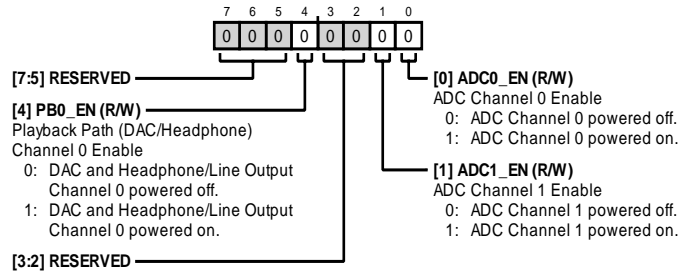 7 6 5 4 3 2 1 0
0 0 0 0 0 0 0 0
[7:5] RESERVED
[4] PB0_EN (R/W)
Playback Path (DAC/Headphone)
Channel 0 Enable
0: DAC and Headphone/Line Output
Channel 0 powered off.
1: DAC and Headphone/Line Output
Channel 0 powered on.
[3:2] RESERVED
[0] ADC0_EN (R/W)
ADC Channel 0 Enable
0: ADC Channel 0 powered off.
1: ADC Channel 0 powered on.
[1] ADC1_EN (R/W)
ADC Channel 1 Enable
0: ADC Channel 1 powered off.
1: ADC Channel 1 powered on.